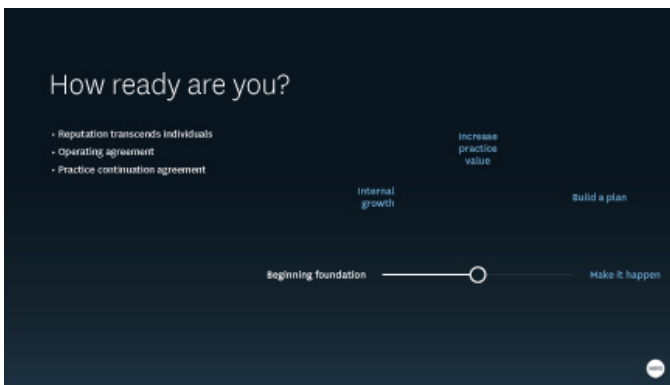 How ready are you?
• Reputation transcends individuals
• Operating agreement
• Practice continuation agreement
Increase
practice
value
Internal
growth
Build a plan
Beginning foundation
Make it happen